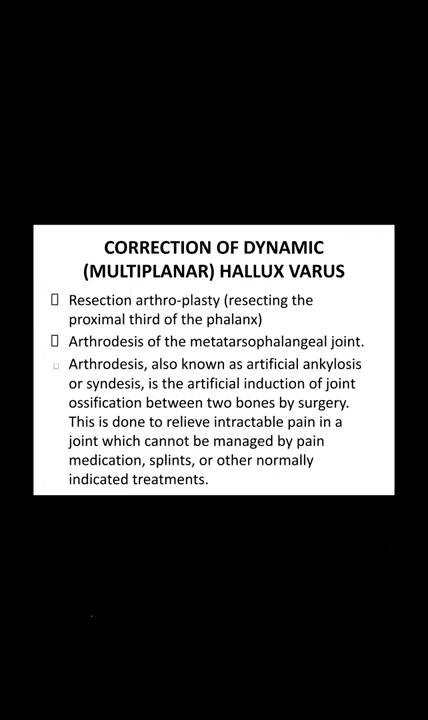 CORRECTION OF DYNAMIC
(MULTIPLANAR) HALLUX VARUS
Resection arthro-plasty (resecting the
proximal third of the phalanx)
Arthrodesis of the metatarsophalangeal joint.
Arthrodesis, also known as artificial ankylosis
or syndesis, is the artificial induction of joint
ossification between two bones by surgery.
This is done to relieve intractable pain in a
joint which cannot be managed by pain
medication, splints, or other normally
indicated treatments.